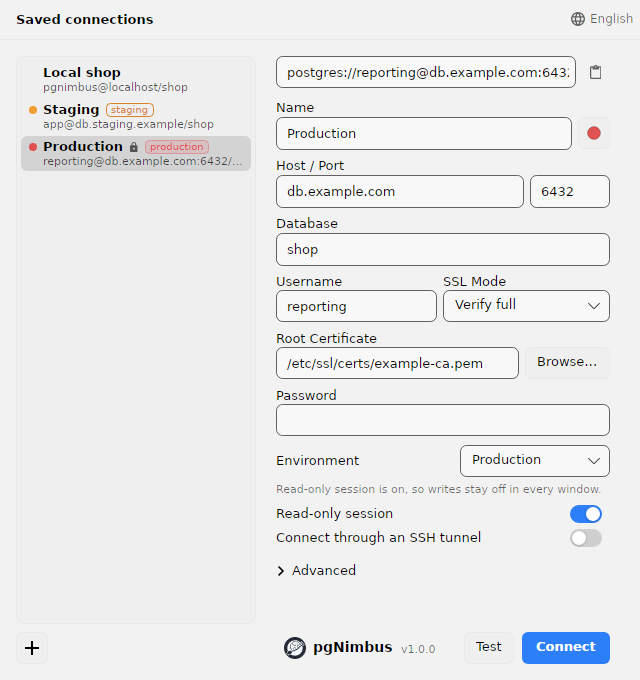 Saved connections
English
Local shop
pgnimbus@localhost/shop
Staging staging
app@db.staging.example/shop
Production production
reporting@db.example.com:6432/...
postgres://reporting@db.example.com:6432
Name
Production
Host / Port
db.example.com 6432
Database
shop
Username SSL Mode
reporting Verify full
Root Certificate
/etc/ssl/certs/example-ca.pem Browse...
Password
Environment Production
Read-only session is on, so writes stay off in every window.
Read-only session
Connect through an SSH tunnel
Advanced
pgNimbus v1.0.0 Test Connect